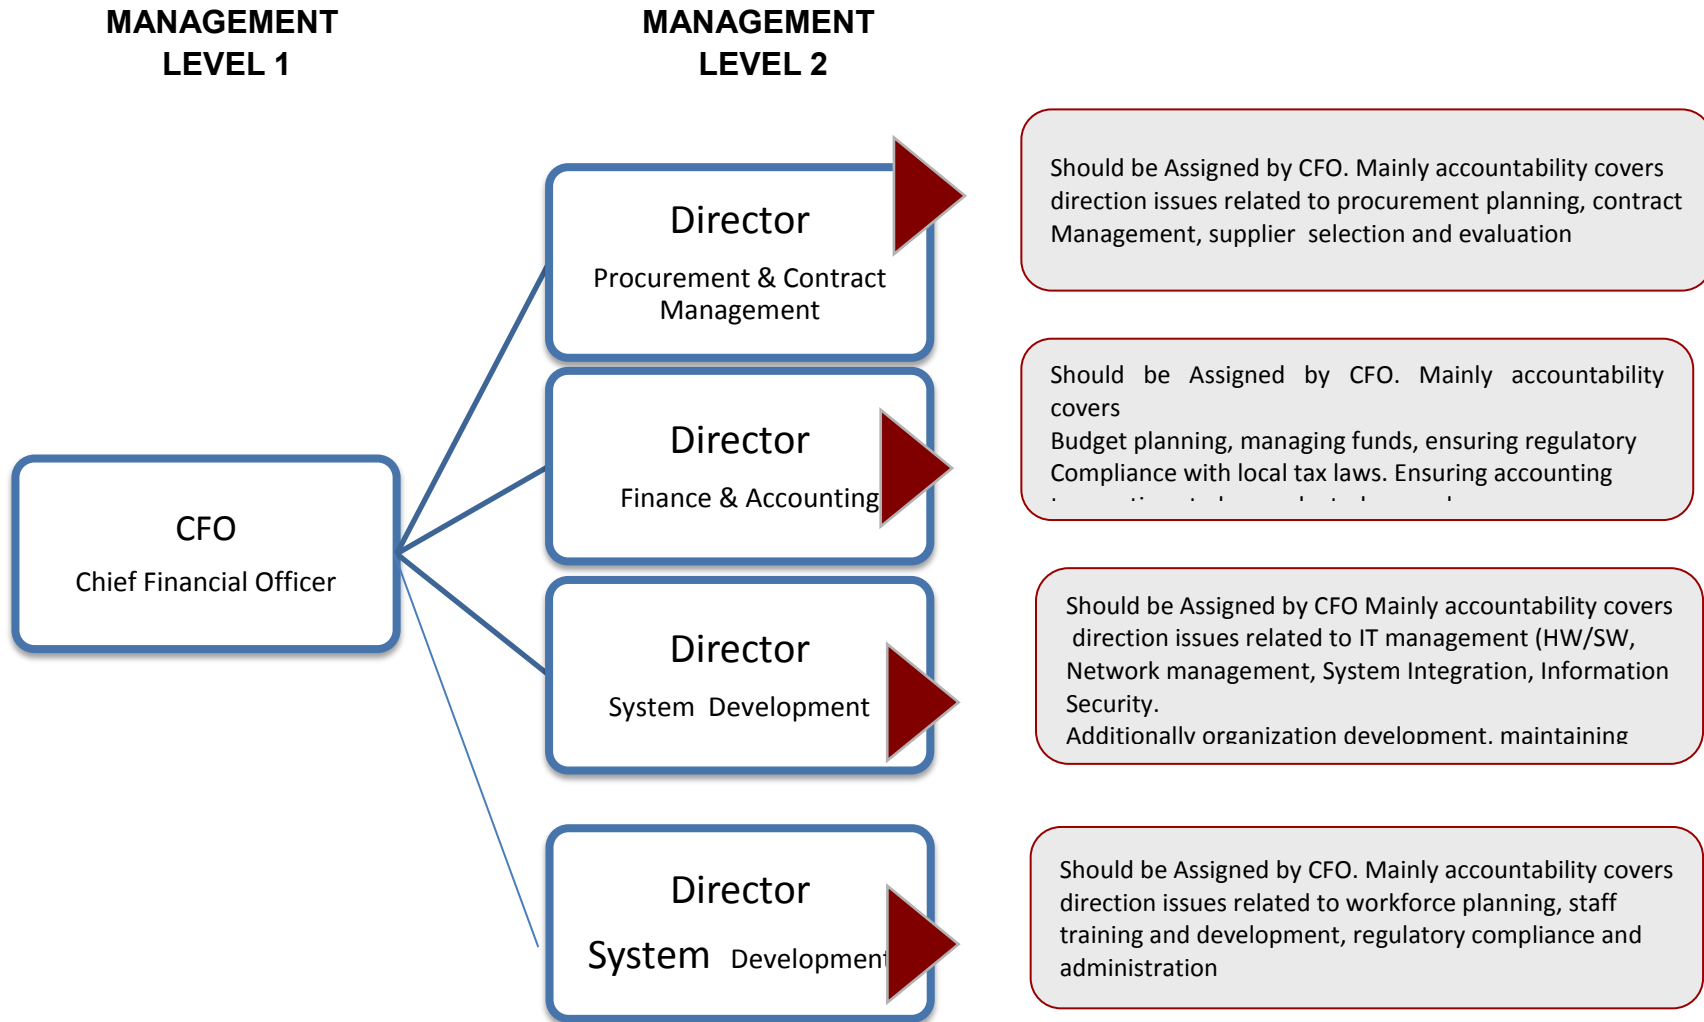 MANAGEMENT
LEVEL 1
MANAGEMENT
LEVEL 2
CFO
Chief Financial Officer
Director
Procurement & Contract
Management
Should be Assigned by CFO. Mainly accountability covers
direction issues related to procurement planning, contract
Management, supplier selection and evaluation
Director
Finance & Accounting
Should be Assigned by CFO. Mainly accountability
covers
Budget planning, managing funds, ensuring regulatory
Compliance with local tax laws. Ensuring accounting
Director
System Development
Should be Assigned by CFO Mainly accountability covers
direction issues related to IT management (HW/SW,
Network management, System Integration, Information
Security.
Additionally organization development, maintaining
Director
System Development
Should be Assigned by CFO. Mainly accountability covers
direction issues related to workforce planning, staff
training and development, regulatory compliance and
administration